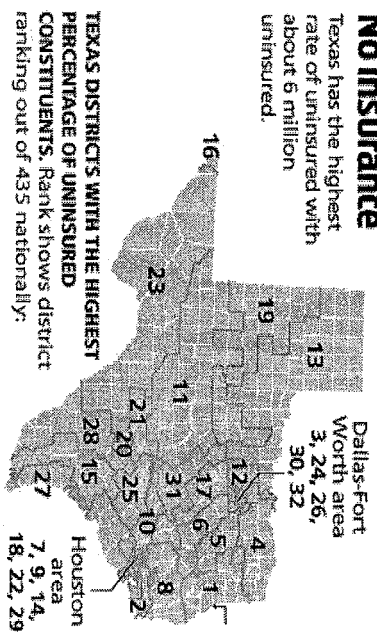 No Insurance
Texas has the highest
rate of uninsured with
about 6 million
uninsured.
TEXAS DISTRICTS WITH THE HIGHEST
PERCENTAGE OF UNINSURED
CONSTITUENTS. Rank shows district
ranking out of 435 nationally:
Dallas-Fort
Worth area
3, 24, 26,
30, 32
13
19
16
23
11
12
4
5
1
17
6
31
8
21
20
25
10
2
28
15
27
Houston
area
7, 9, 14,
18, 22, 29